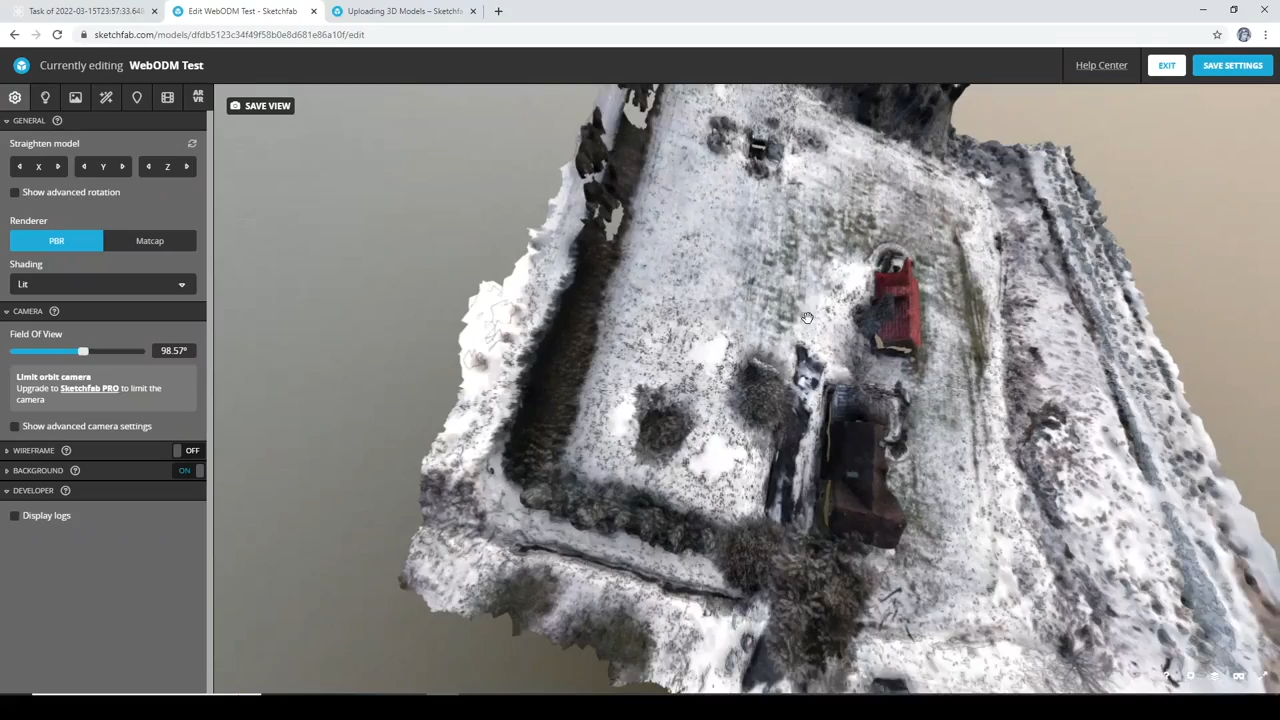 Task of 2022-03-15T23:57:33.648
Edit WebODM Test - Sketchfab
Uploading 3D Models – Sketchfa
sketchfab.com/models/dfdb5123c34f49f58b0e8d681e86a10f/edit
Currently editing WebODM Test
Help Center
EXIT
SAVE SETTINGS
AR
VR
SAVE VIEW
GENERAL ?
Straighten model
X Y Z
Show advanced rotation
Renderer
PBR Matcap
Shading
Lit
CAMERA ?
Field Of View
98.57°
Limit orbit camera
Upgrade to Sketchfab PRO to limit the
camera
Show advanced camera settings
WIREFRAME ? OFF
BACKGROUND ? ON
DEVELOPER ?
Display logs
?